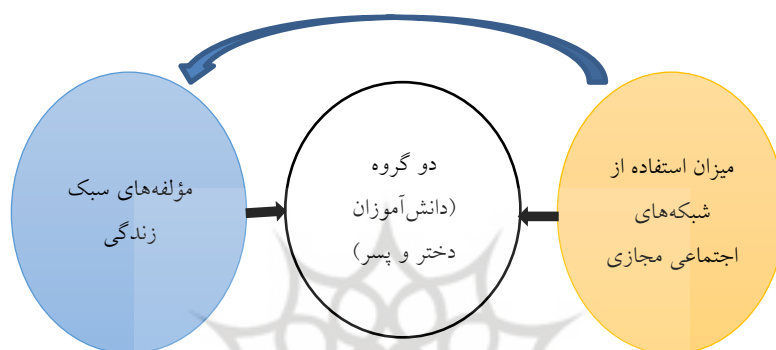 میزان استفاده از
شبکه‌های
اجتماعی مجازی
دو گروه
(دانش‌آموزان
دختر و پسر)
مؤلفه‌های سبک
زندگی